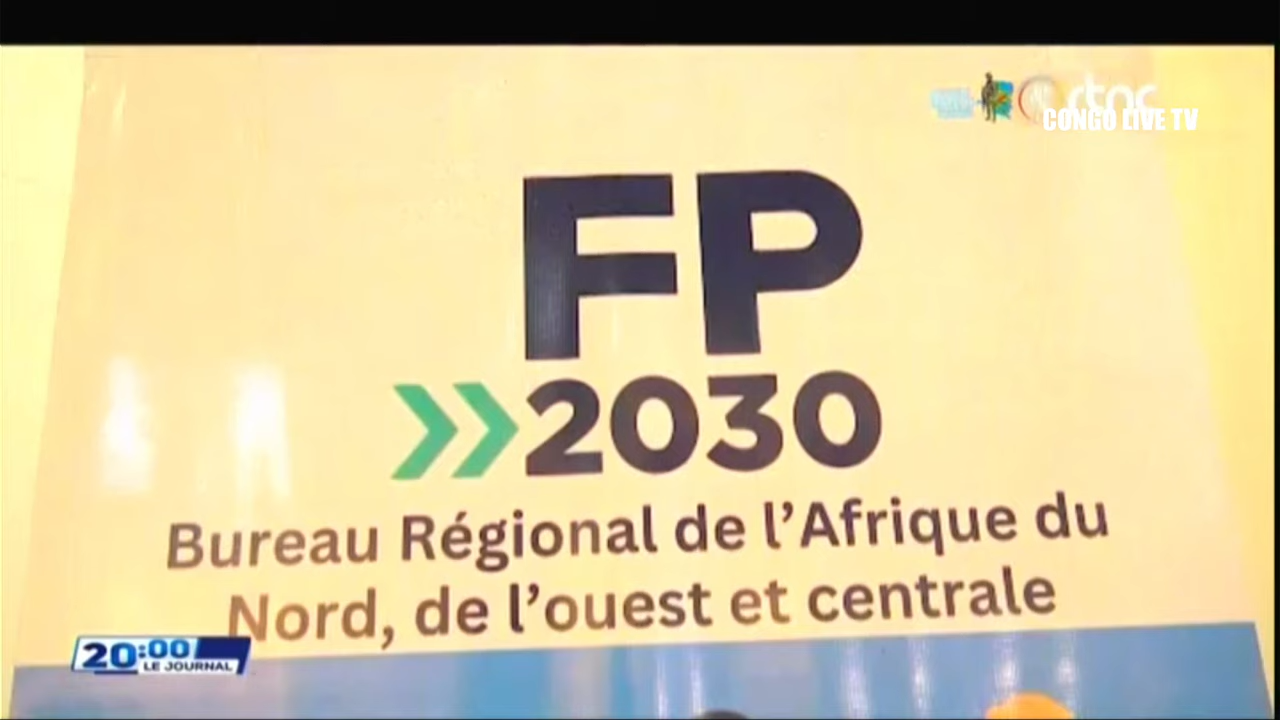 rtnc
CONGO LIVE TV
FP
2030
Bureau Régional de l’Afrique du
Nord, de l’ouest et centrale
20:00
LE JOURNAL